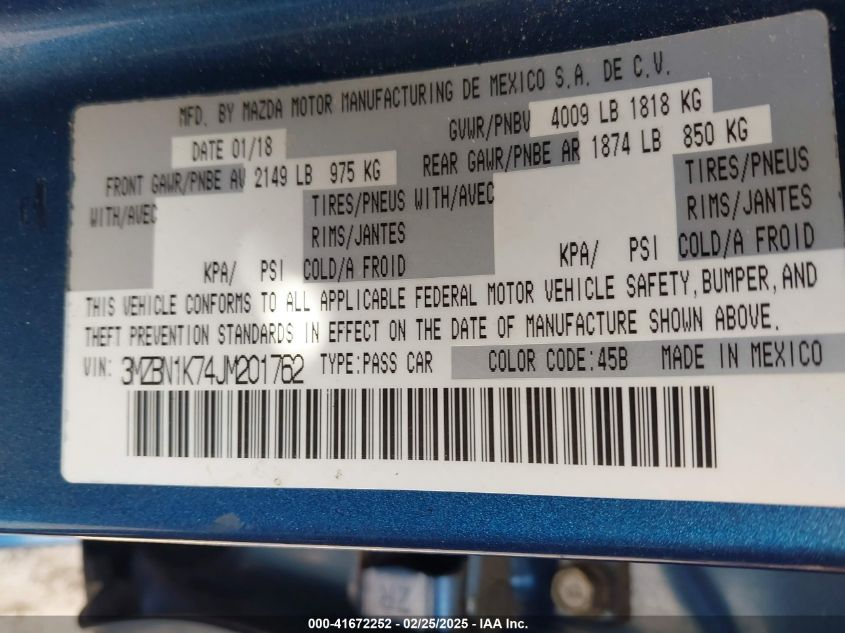 MFD. BY MAZDA MOTOR MANUFACTURING DE MEXICO S.A. DE C.V.
DATE 01/18 GVWR/PNBV 4009 LB 1818 KG
FRONT GAWR/PNBE AV 2149 LB 975 KG REAR GAWR/PNBE AR 1874 LB 850 KG
WITH/AVEC TIRES/PNEUS WITH/AVEC TIRES/PNEUS
RIMS/JANTES RIMS/JANTES
KPA/ PSI COLD/A FROID KPA/ PSI COLD/A FROID
THIS VEHICLE CONFORMS TO ALL APPLICABLE FEDERAL MOTOR VEHICLE SAFETY, BUMPER, AND
THEFT PREVENTION STANDARDS IN EFFECT ON THE DATE OF MANUFACTURE SHOWN ABOVE.
VIN: 3MZBN1K74JM201762 TYPE:PASS CAR COLOR CODE:45B MADE IN MEXICO
ZR
000-41672252 - 02/25/2025 - IAA Inc.